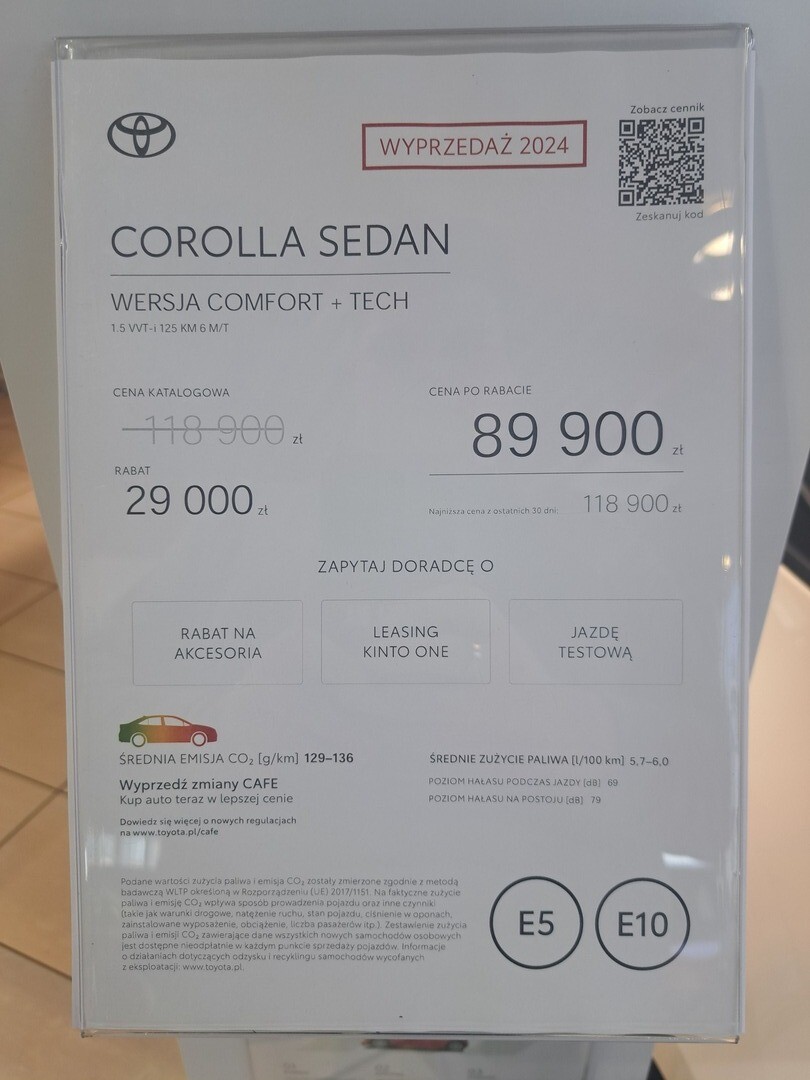 Zobacz cennik
WYPRZEDAŻ 2024
Zeskanuj kod
COROLLA SEDAN
WERSJA COMFORT + TECH
1.5 VVT-i 125 KM 6 M/T
CENA KATALOGOWA
118 900 zł
RABAT
29 000 zł
CENA PO RABACIE
89 900 zł
Najniższa cena z ostatnich 30 dni: 118 900 zł
ZAPYTAJ DORADCĘ O
RABAT NA
AKCESORIA
LEASING
KINTO ONE
JAZDĘ
TESTOWĄ
ŚREDNIA EMISJA CO₂ [g/km] 129–136
Wyprzedź zmiany CAFE
Kup auto teraz w lepszej cenie
Dowiedz się więcej o nowych regulacjach
na www.toyota.pl/cafe
ŚREDNIE ZUŻYCIE PALIWA [l/100 km] 5,7–6,0
POZIOM HAŁASU PODCZAS JAZDY [dB] 69
POZIOM HAŁASU NA POSTOJU [dB] 79
Podane wartości zużycia paliwa i emisja CO₂ zostały zmierzone zgodnie z metodą
badawczą WLTP określoną w Rozporządzeniu (UE) 2017/1151. Na faktyczne zużycie
paliwa i emisję CO₂ wpływa sposób prowadzenia pojazdu oraz inne czynniki
(takie jak warunki drogowe, natężenie ruchu, stan pojazdu, ciśnienie w oponach,
zainstalowane wyposażenie, obciążenie, liczba pasażerów itp.). Zestawienie zużycia
paliwa i emisji CO₂ zawierające dane wszystkich nowych samochodów osobowych
jest dostępne nieodpłatnie w każdym punkcie sprzedaży pojazdów. Informacje
o działaniach dotyczących odzysku i recyklingu samochodów wycofanych
z eksploatacji: www.toyota.pl.
E5
E10